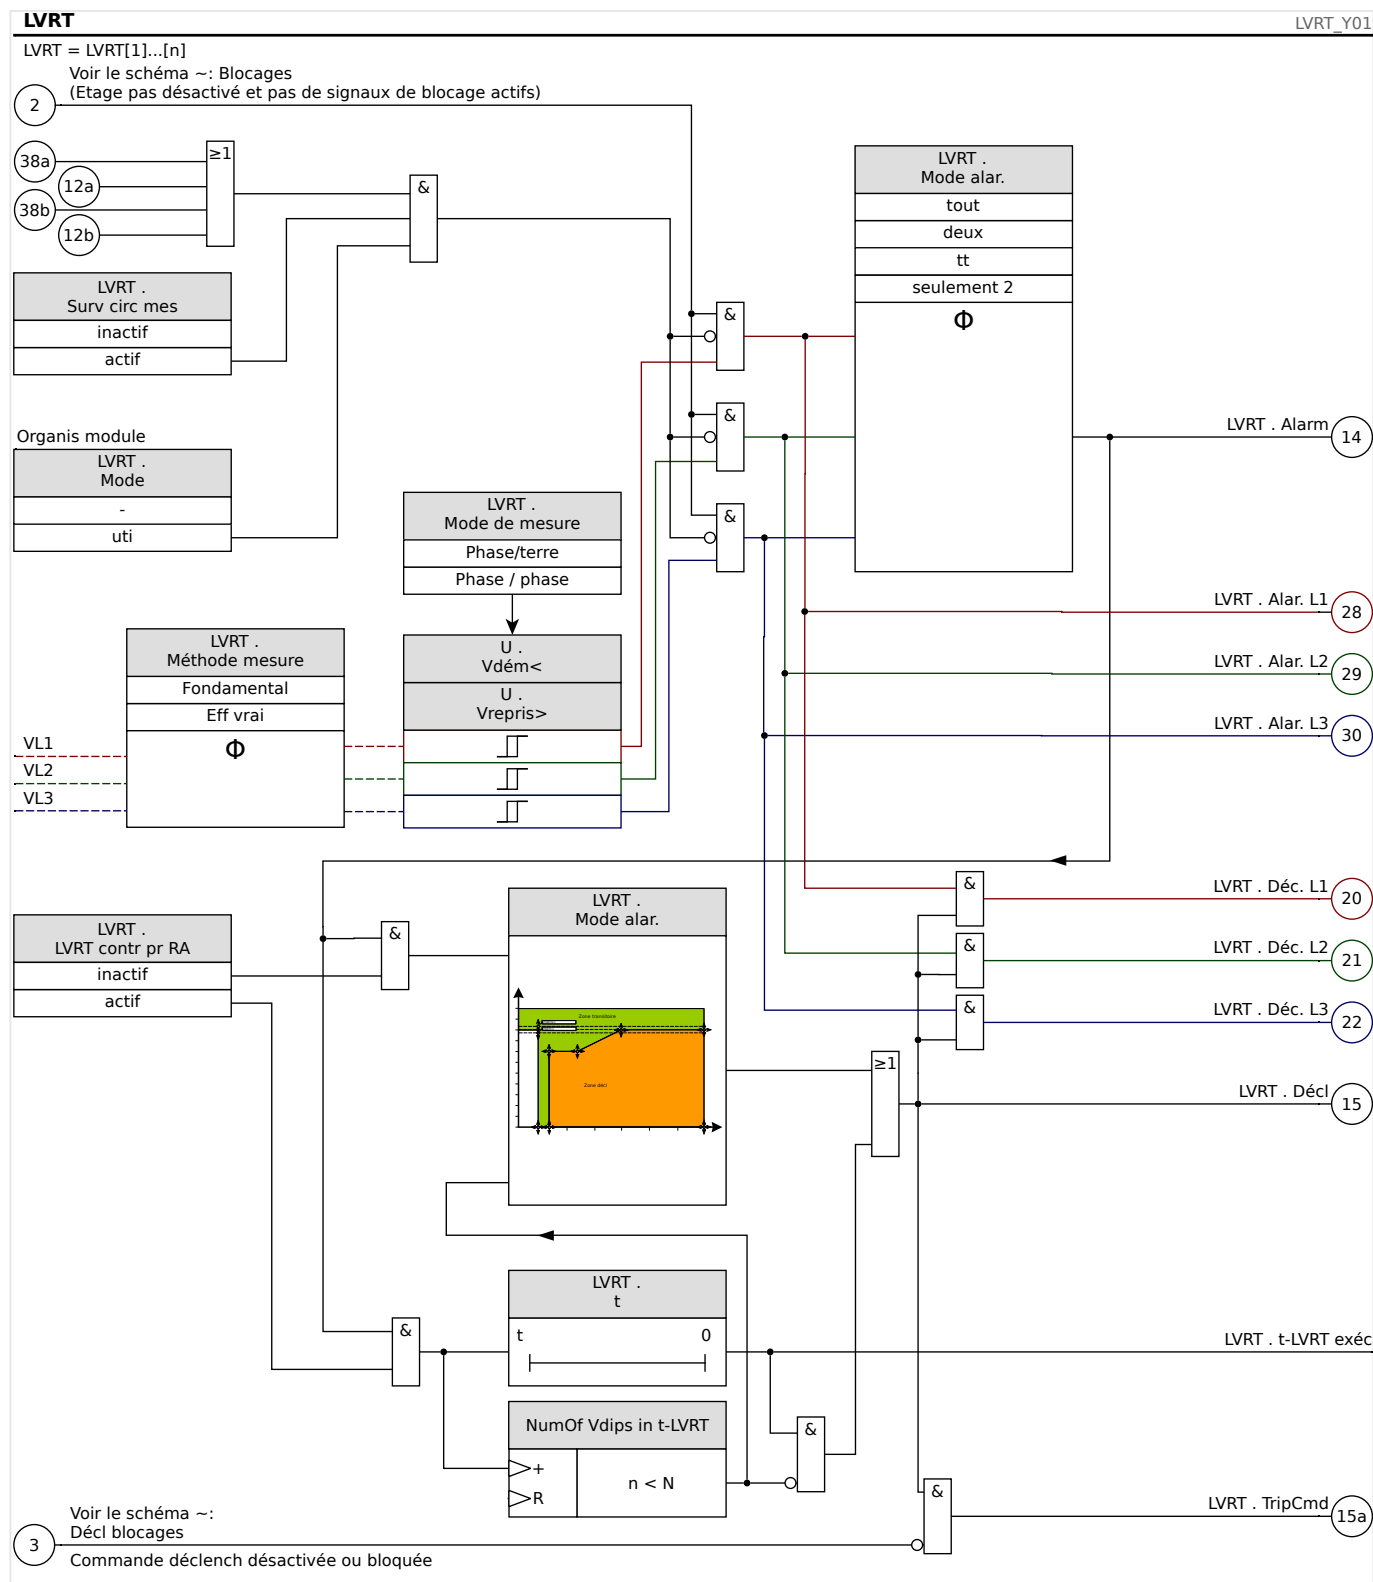 LVRT
LVRT_Y01
LVRT = LVRT[1]...[n]
Voir le schéma ~: Blocages
(Etage pas désactivé et pas de signaux de blocage actifs)
2
38a
12a
38b
12b
≥1
&
LVRT .
Surv circ mes
inactif
actif
Organis module
LVRT .
Mode
-
uti
LVRT .
Mode alar.
tout
deux
tt
seulement 2
Φ
&
&
&
LVRT . Alarm
14
LVRT .
Mode de mesure
Phase/terre
Phase / phase
LVRT .
Méthode mesure
Fondamental
Eff vrai
Φ
U .
Vdém<
U .
Vrepris>
VL1
VL2
VL3
LVRT . Alar. L1
28
LVRT . Alar. L2
29
LVRT . Alar. L3
30
LVRT .
LVRT contr pr RA
inactif
actif
&
LVRT .
Mode alar.
Zone transitoire
Zone décl
&
LVRT . Déc. L1
20
&
LVRT . Déc. L2
21
&
LVRT . Déc. L3
22
≥1
LVRT . Décl
15
&
LVRT .
t
t
0
LVRT . t-LVRT exéc
NumOf Vdips in t-LVRT
+
R
n < N
&
&
LVRT . TripCmd
15a
Voir le schéma ~:
Décl blocages
3
Commande déclench désactivée ou bloquée